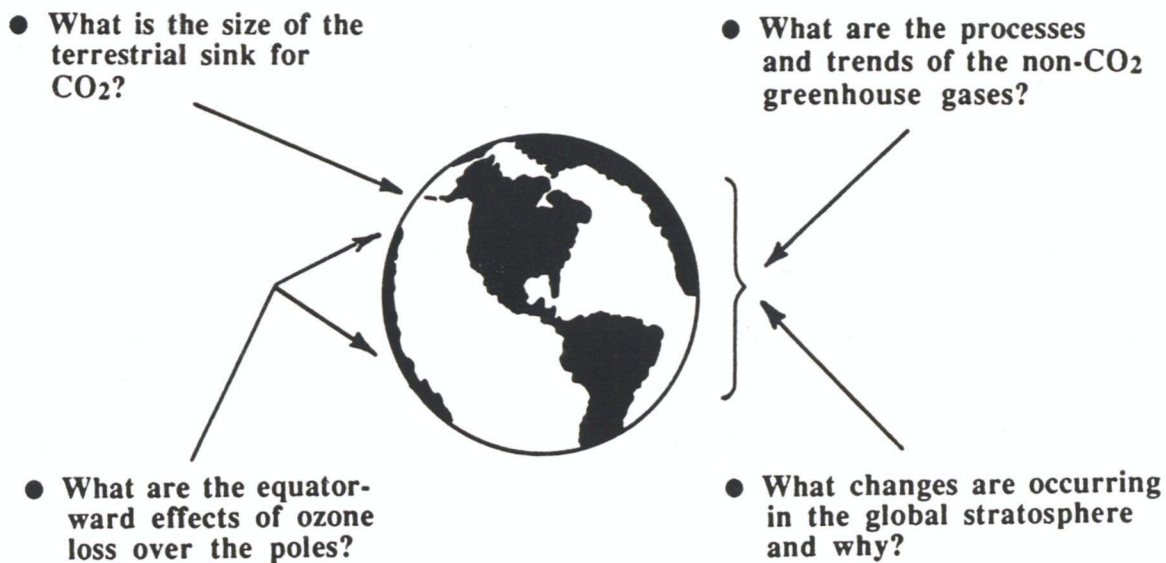 ● What is the size of the
terrestrial sink for
CO₂?
● What are the processes
and trends of the non-CO₂
greenhouse gases?
● What are the equator-
ward effects of ozone
loss over the poles?
● What changes are occurring
in the global stratosphere
and why?